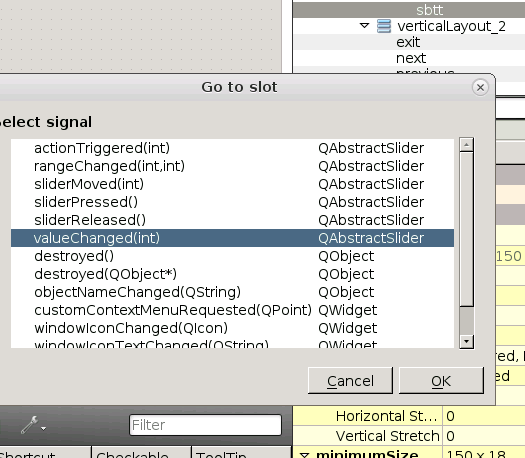 sbtt
verticalLayout_2
exit
next
previous
Go to slot
elect signal
actionTriggered(int) QAbstractSlider
rangeChanged(int,int) QAbstractSlider
sliderMoved(int) QAbstractSlider
sliderPressed() QAbstractSlider
sliderReleased() QAbstractSlider
valueChanged(int) QAbstractSlider
destroyed() QObject
150
destroyed(QObject*) QObject
objectNameChanged(QString) QObject
customContextMenuRequested(QPoint) QWidget
windowIconChanged(QIcon) QWidget
windowIconTextChanged(QString) QWidget
red,
ed
Cancel OK
Filter
Horizontal St... 0
Vertical Stretch 0
Shortcut Checkable ToolTip
minimumSize 150 x 18